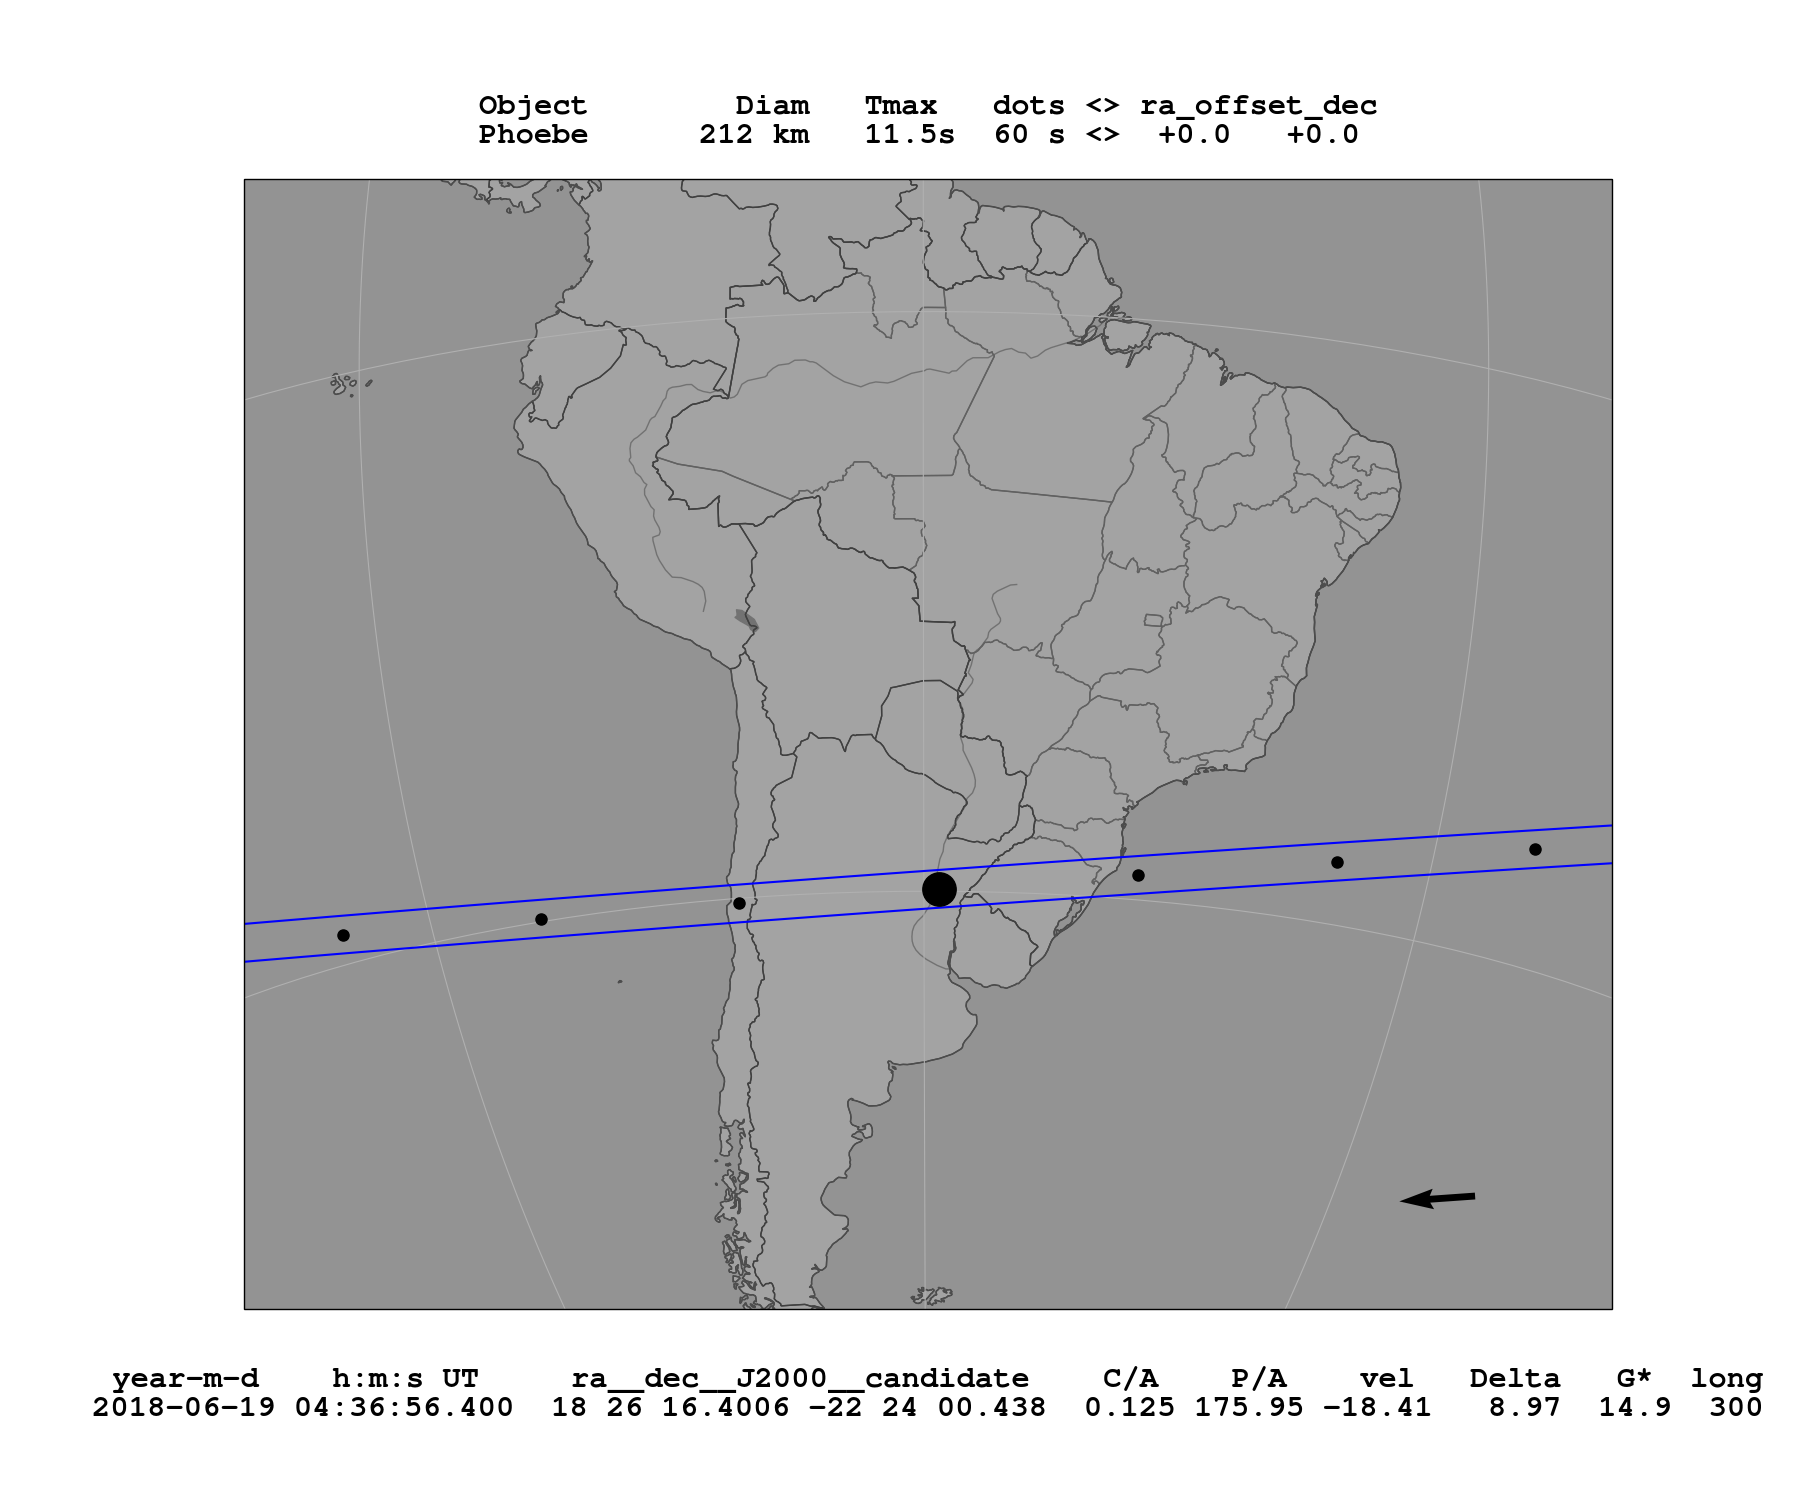 Object Diam Tmax dots <> ra_offset_dec
Phoebe 212 km 11.5s 60 s <> +0.0 +0.0
year-m-d h:m:s UT ra__dec__J2000__candidate C/A P/A vel Delta G* long
2018-06-19 04:36:56.400 18 26 16.4006 -22 24 00.438 0.125 175.95 -18.41 8.97 14.9 300